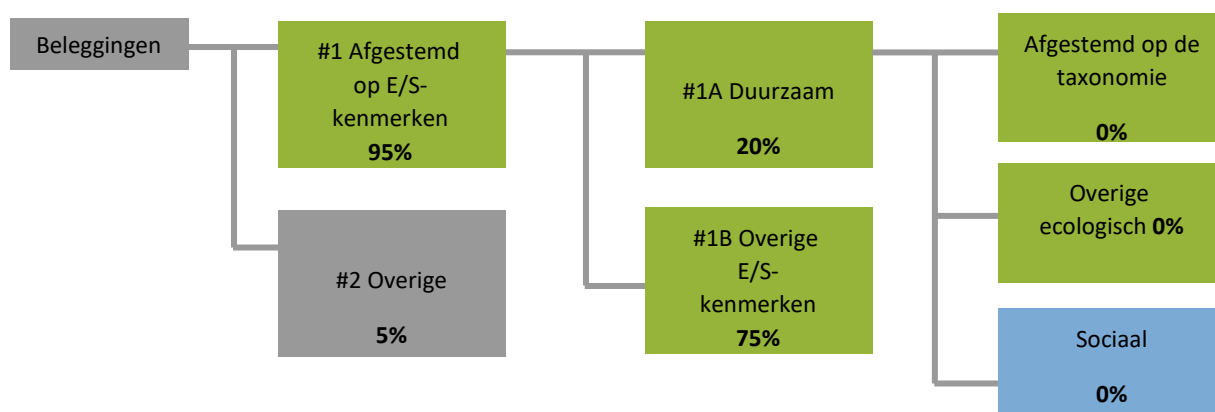 Beleggingen
#1 Afgestemd
op E/S-
kenmerken
95%
#2 Overige
5%
#1A Duurzaam
20%
#1B Overige
E/S-
kenmerken
75%
Afgestemd op de
taxonomie
0%
Overige
ecologisch 0%
Sociaal
0%